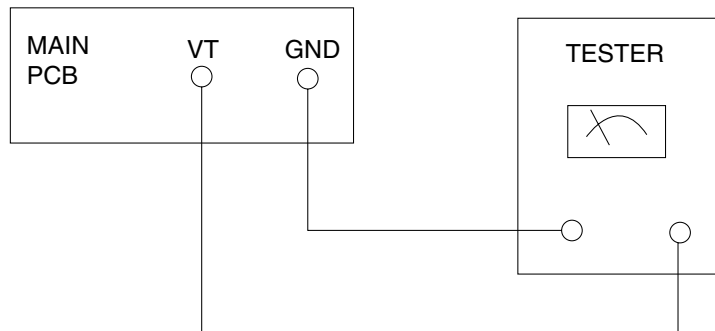 MAIN
PCB
VT
GND
TESTER